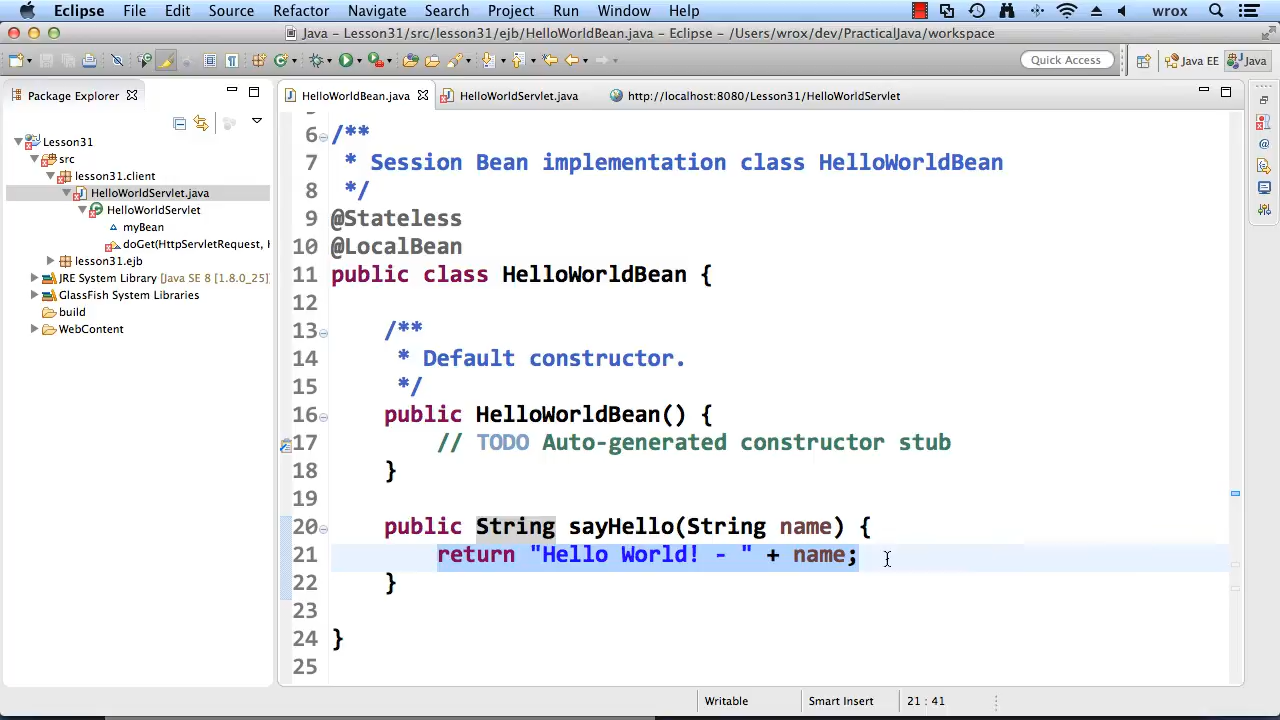 Eclipse File Edit Source Refactor Navigate Search Project Run Window Help wrox
Java – Lesson31/src/lesson31/ejb/HelloWorldBean.java – Eclipse – /Users/wrox/dev/PracticalJava/workspace
Quick Access Java EE Java
Package Explorer
HelloWorldBean.java HelloWorldServlet.java http://localhost:8080/Lesson31/HelloWorldServlet
Lesson31
src
lesson31.client
HelloWorldServlet.java
HelloWorldServlet
myBean
doGet(HttpServletRequest, H
lesson31.ejb
JRE System Library [Java SE 8 [1.8.0_25]
GlassFish System Libraries
build
WebContent
6 /**
7 * Session Bean implementation class HelloWorldBean
8 */
9 @Stateless
10 @LocalBean
11 public class HelloWorldBean {
12
13 /**
14 * Default constructor.
15 */
16 public HelloWorldBean() {
17 // TODO Auto-generated constructor stub
18 }
19
20 public String sayHello(String name) {
21 return "Hello World! - " + name;
22 }
23
24 }
25
Writable Smart Insert 21 : 41